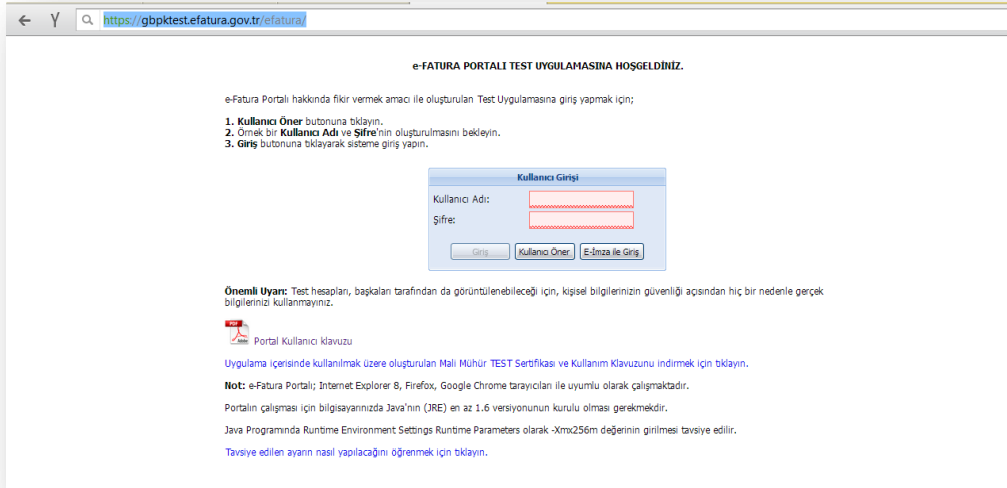 https://gbpktest.efatura.gov.tr/efatura/
e-FATURA PORTALI TEST UYGULAMASINA HOŞGELDİNİZ.
e-Fatura Portalı hakkında fikir vermek amacı ile oluşturulan Test Uygulamasına giriş yapmak için;
1. Kullanıcı Öner butonuna tıklayın.
2. Örnek bir Kullanıcı Adı ve Şifre'nin oluşturulmasını bekleyin.
3. Giriş butonuna tıklayarak sisteme giriş yapın.
Kullanıcı Girişi
Kullanıcı Adı:
Şifre:
Giriş Kullanıcı Öner E-İmza ile Giriş
Önemli Uyarı: Test hesapları, başkaları tarafından da görüntülenebileceği için, kişisel bilgilerinizin güvenliği açısından hiç bir nedenle gerçek
bilgilerinizi kullanmayınız.
PDF
Adobe
Portal Kullanıcı klavuzu
Uygulama içerisinde kullanılmak üzere oluşturulan Mali Mühür TEST Sertifikası ve Kullanım Klavuzunu indirmek için tıklayın.
Not: e-Fatura Portalı; Internet Explorer 8, Firefox, Google Chrome tarayıcıları ile uyumlu olarak çalışmaktadır.
Portalın çalışması için bilgisayarınızda Java'nın (JRE) en az 1.6 versiyonunun kurulu olması gerekmekdir.
Java Programında Runtime Environment Settings Runtime Parameters olarak -Xmx256m değerinin girilmesi tavsiye edilir.
Tavsiye edilen ayarın nasıl yapılacağını öğrenmek için tıklayın.